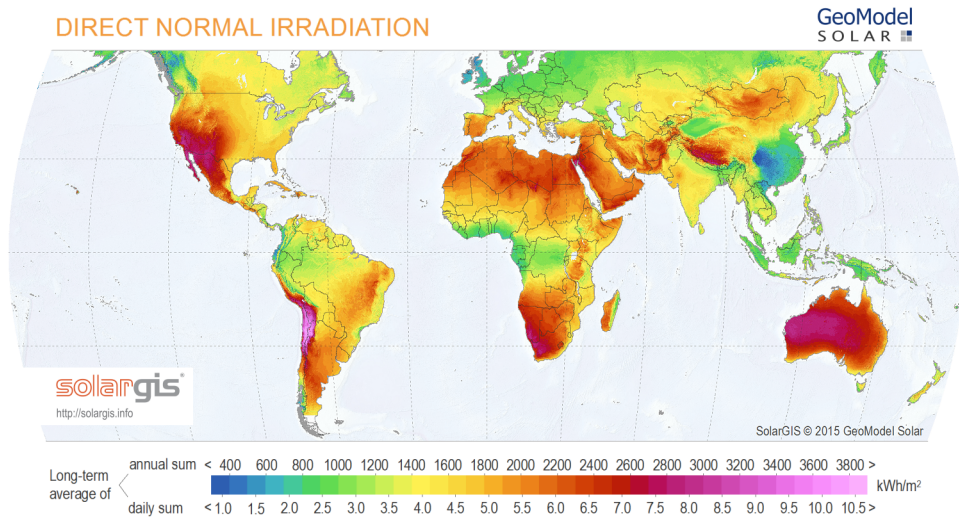 DIRECT NORMAL IRRADIATION
GeoModel
SOLAR
solargis®
http://solargis.info
SolarGIS © 2015 GeoModel Solar
Long-term
average of
annual sum < 400 600 800 1000 1200 1400 1600 1800 2000 2200 2400 2600 2800 3000 3200 3400 3600 3800 >
kWh/m²
daily sum < 1.0 1.5 2.0 2.5 3.0 3.5 4.0 4.5 5.0 5.5 6.0 6.5 7.0 7.5 8.0 8.5 9.0 9.5 10.0 10.5 >